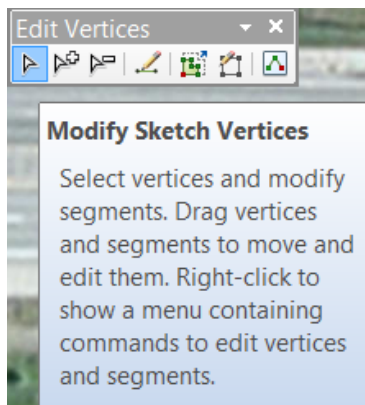 Edit Vertices
Modify Sketch Vertices
Select vertices and modify
segments. Drag vertices
and segments to move and
edit them. Right-click to
show a menu containing
commands to edit vertices
and segments.